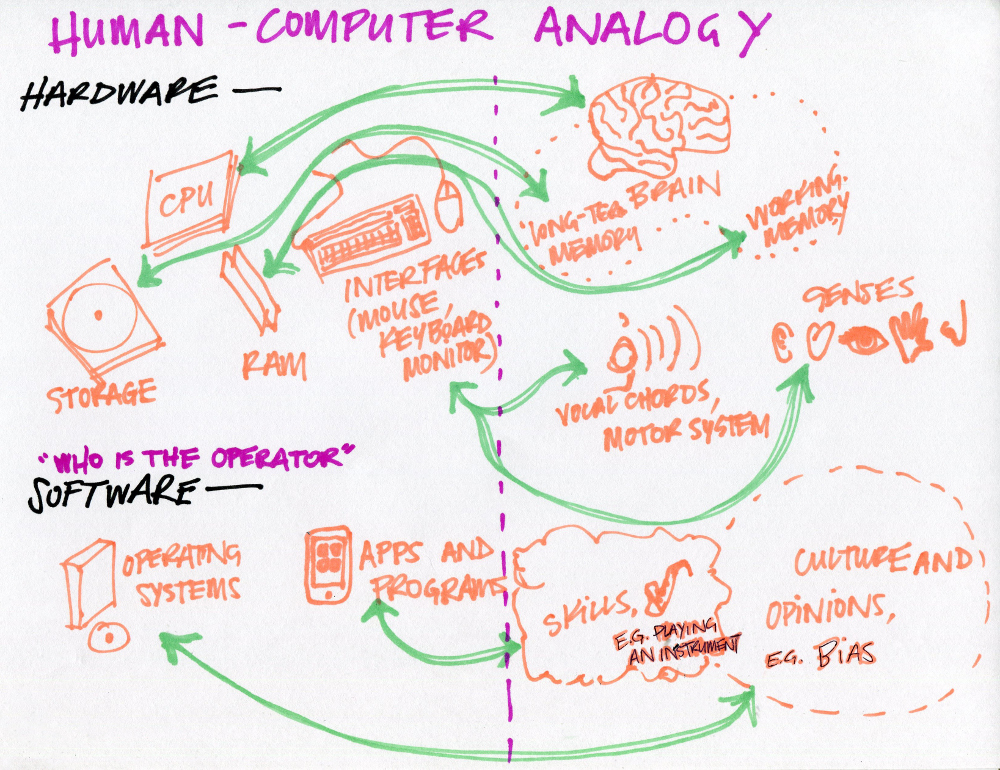 HUMAN - COMPUTER ANALOGY
HARDWARE —
CPU
STORAGE
RAM
INTERFACES
(MOUSE,
KEYBOARD
MONITOR)
BRAIN
LONG-TER
MEMORY
WORKING
MEMORY
VOCAL CHORDS,
MOTOR SYSTEM
SENSES
"WHO IS THE OPERATOR"
SOFTWARE —
OPERATING
SYSTEMS
APPS AND
PROGRAMS
SKILLS,
E.G. PLAYING
AN INSTRUMENT
CULTURE AND
OPINIONS,
E.G. BIAS